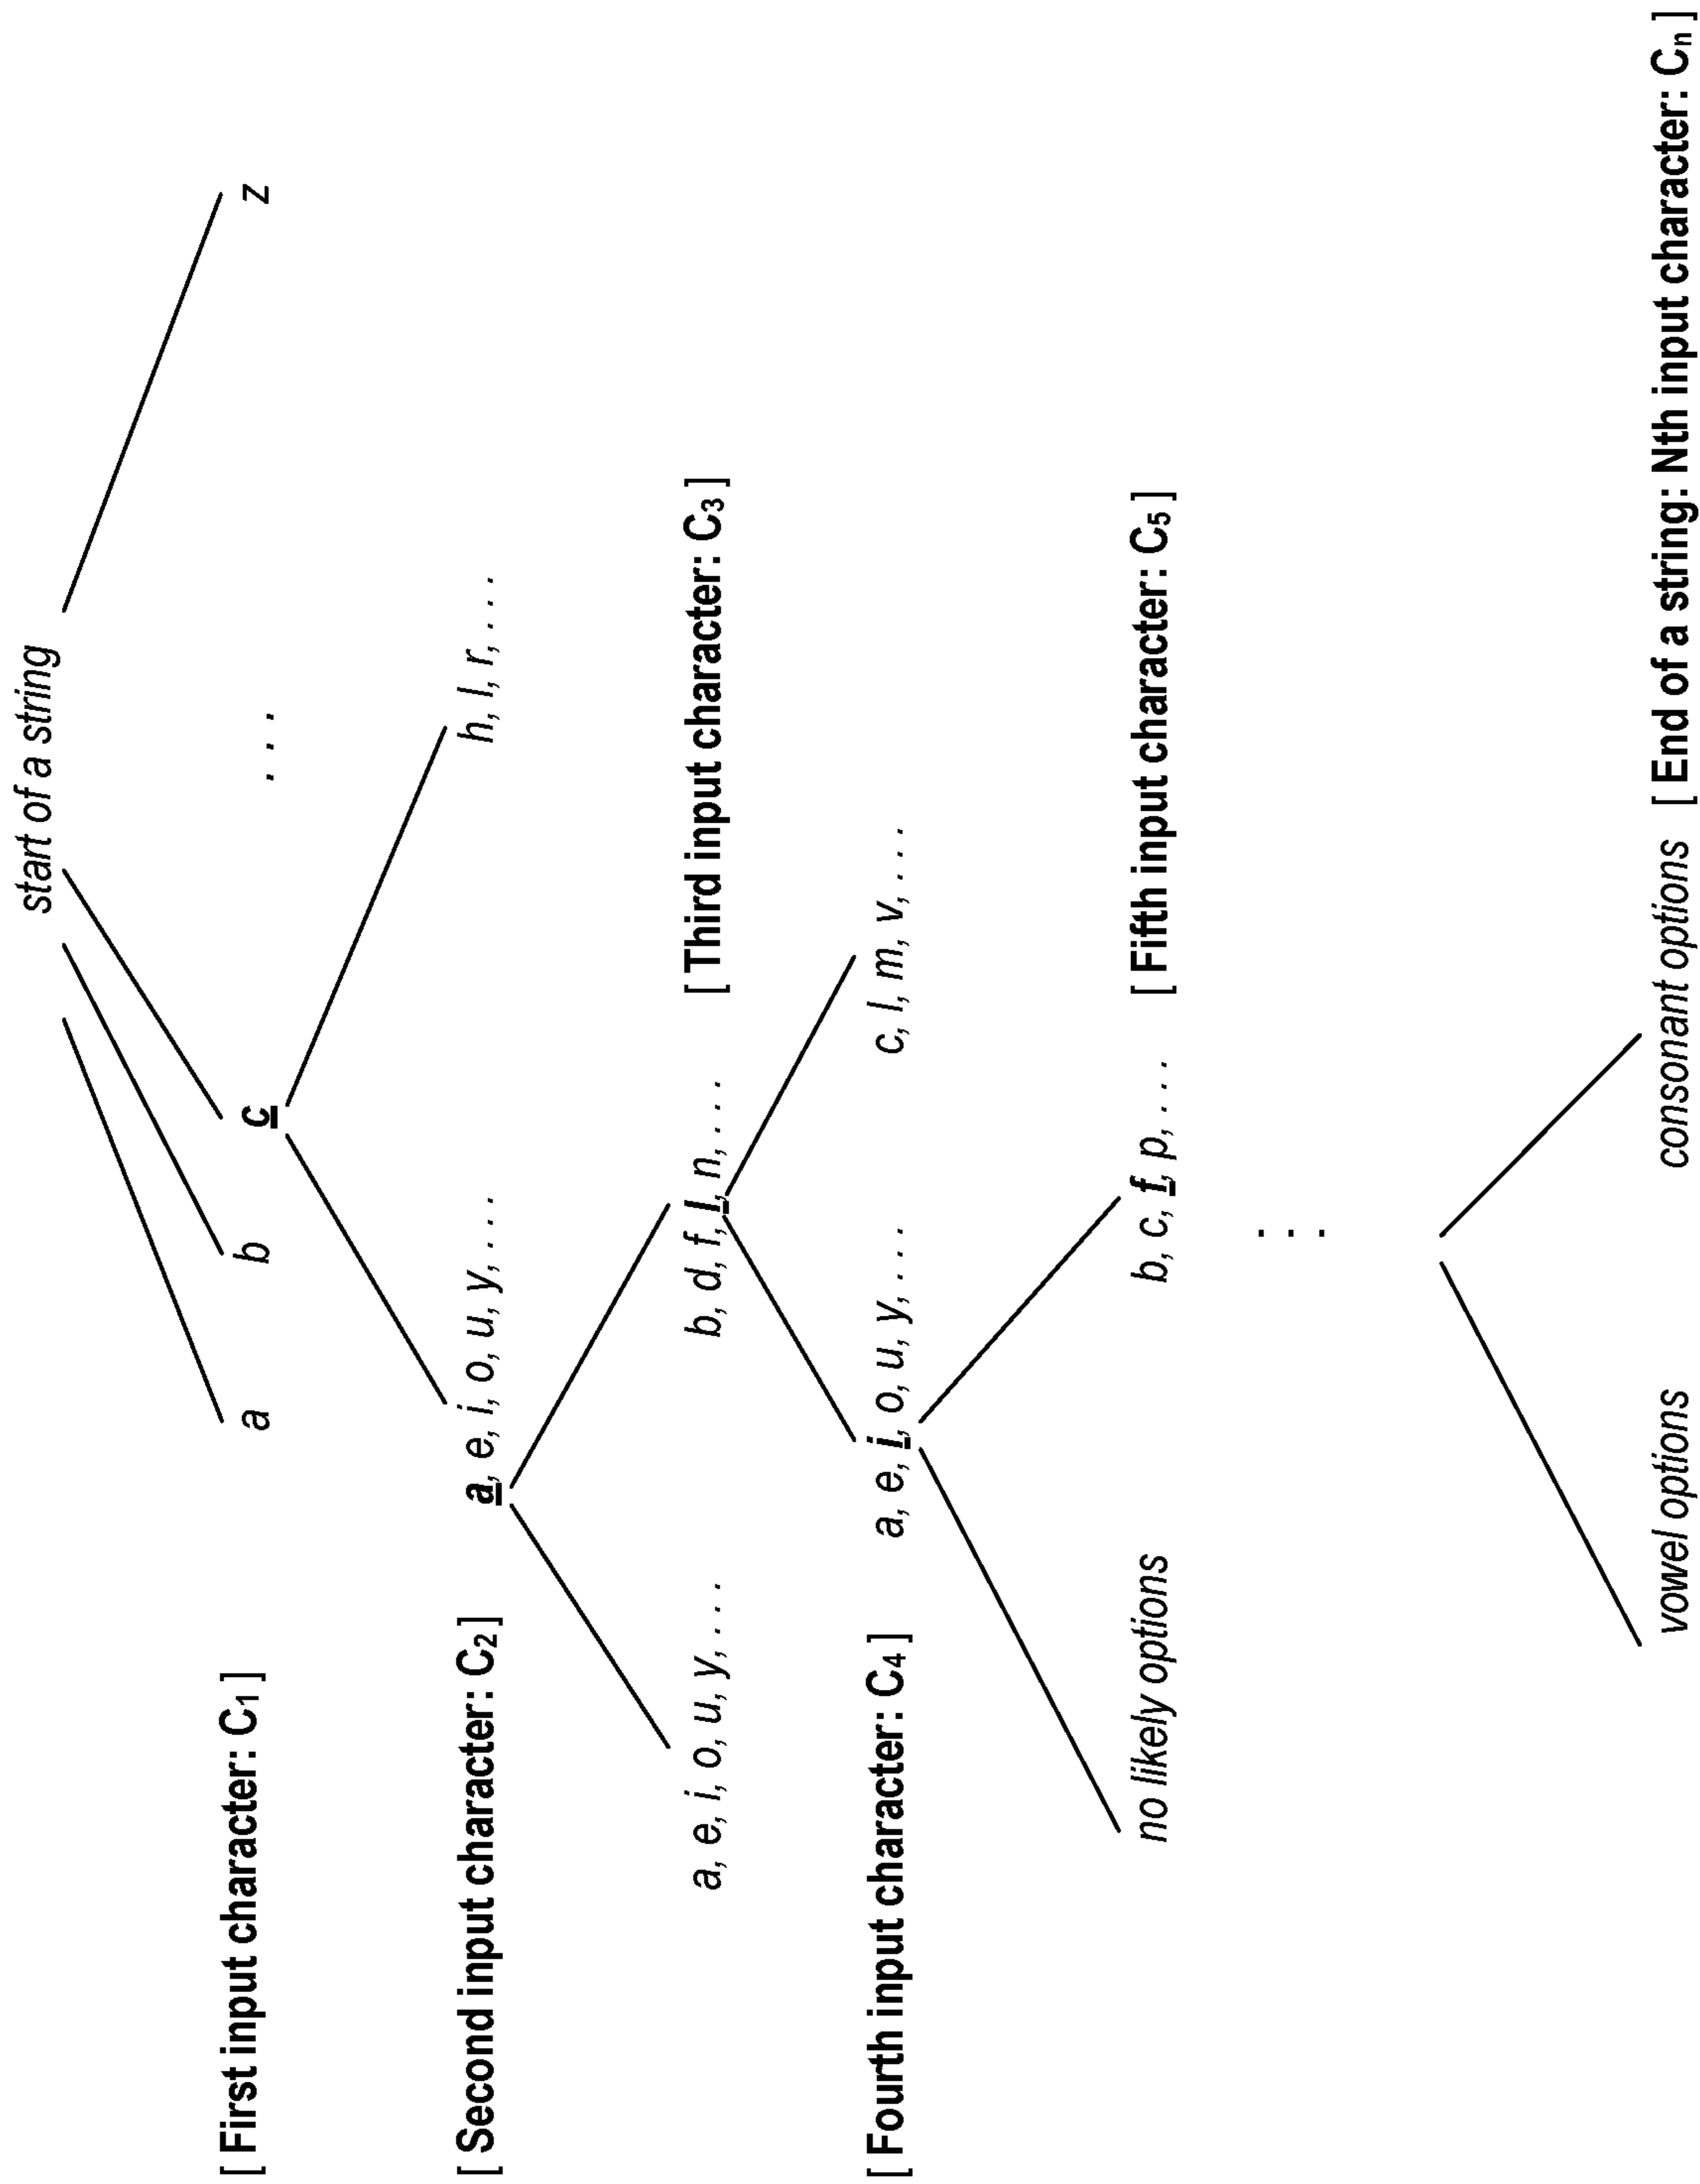 start of a string
[ First input character: C₁ ] a b c . . . z
[ Second input character: C₂ ] a, e, i, o, u, y, . . . h, l, r, . . .
a, e, i, o, u, y, . . . b, d, f, l, n, . . . [ Third input character: C₃ ]
[ Fourth input character: C₄ ] a, e, i, o, u, y, . . . c, l, m, v, . . .
no likely options b, c, f, p, . . . [ Fifth input character: C₅ ]
. . .
vowel options consonant options [ End of a string: Nth input character: Cₙ ]